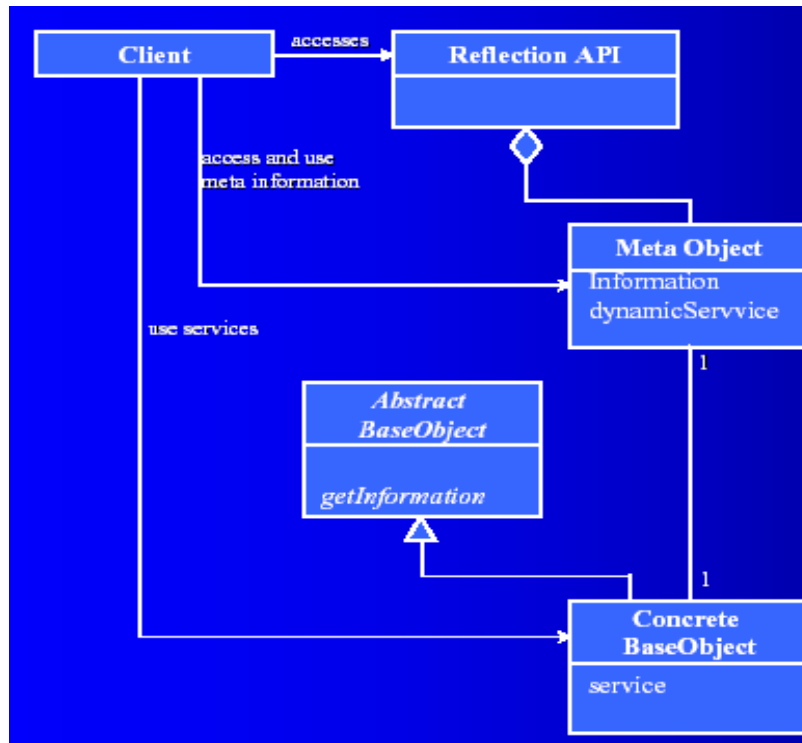 Client
accesses
Reflection API
access and use
meta information
Meta Object
Information
dynamicServvice
use services
1
Abstract
BaseObject
getInformation
1
Concrete
BaseObject
service